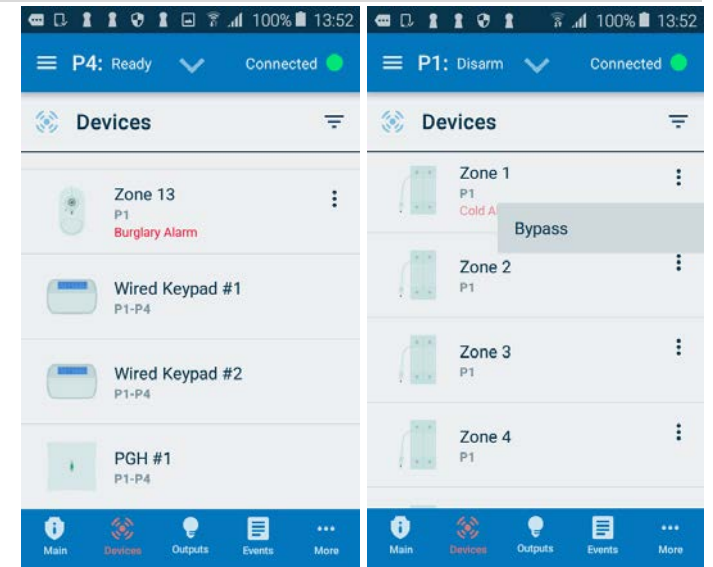 100% 13:52
P4: Ready
Connected
Devices
Zone 13
P1
Burglary Alarm
Wired Keypad #1
P1-P4
Wired Keypad #2
P1-P4
PGH #1
P1-P4
Main
Devices
Outputs
Events
More
100% 13:52
P1: Disarm
Connected
Devices
Zone 1
P1
Cold A
Bypass
Zone 2
P1
Zone 3
P1
Zone 4
P1
Main
Devices
Outputs
Events
More